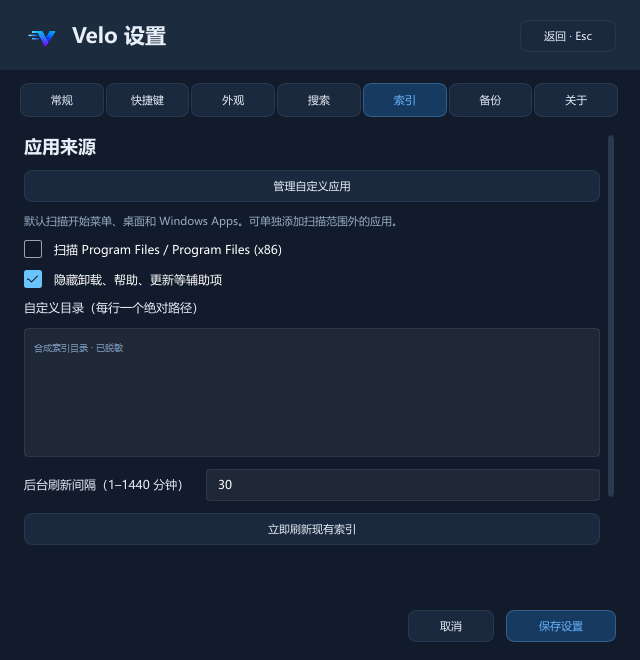 Velo 设置
返回 · Esc
常规
快捷键
外观
搜索
索引
备份
关于
应用来源
管理自定义应用
默认扫描开始菜单、桌面和 Windows Apps。可单独添加扫描范围外的应用。
扫描 Program Files / Program Files (x86)
隐藏卸载、帮助、更新等辅助项
自定义目录（每行一个绝对路径）
合成索引目录 · 已脱敏
后台刷新间隔（1–1440 分钟）
30
立即刷新现有索引
取消
保存设置